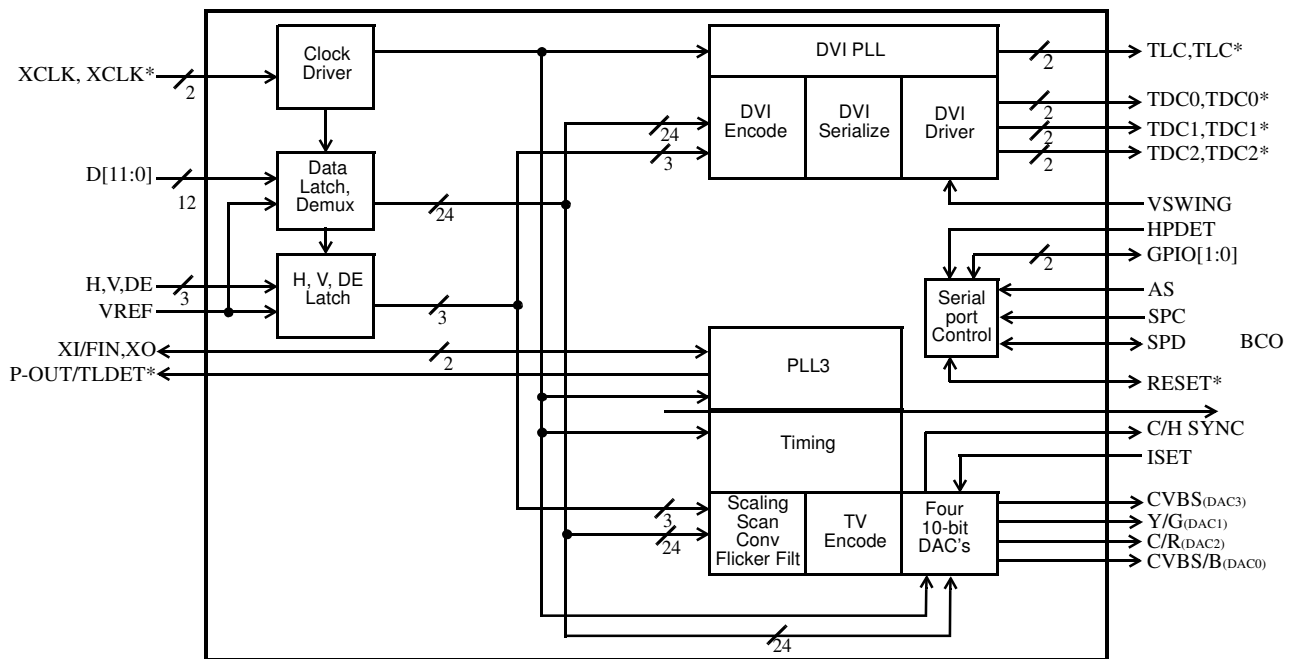 Clock
Driver
XCLK, XCLK*
2
DVI PLL
2
TLC,TLC*
DVI
Encode
DVI
Serialize
DVI
Driver
24
3
2
TDC0,TDC0*
2
TDC1,TDC1*
2
TDC2,TDC2*
D[11:0]
12
Data
Latch,
Demux
24
VSWING
HPDET
2
GPIO[1:0]
H,V,DE
3
VREF
H, V, DE
Latch
3
Serial
port
Control
AS
SPC
SPD
BCO
RESET*
XI/FIN,XO
2
P-OUT/TLDET*
PLL3
Timing
C/H SYNC
ISET
3
24
Scaling
Scan
Conv
Flicker Filt
TV
Encode
Four
10-bit
DAC's
CVBS(DAC3)
Y/G(DAC1)
C/R(DAC2)
CVBS/B(DAC0)
24